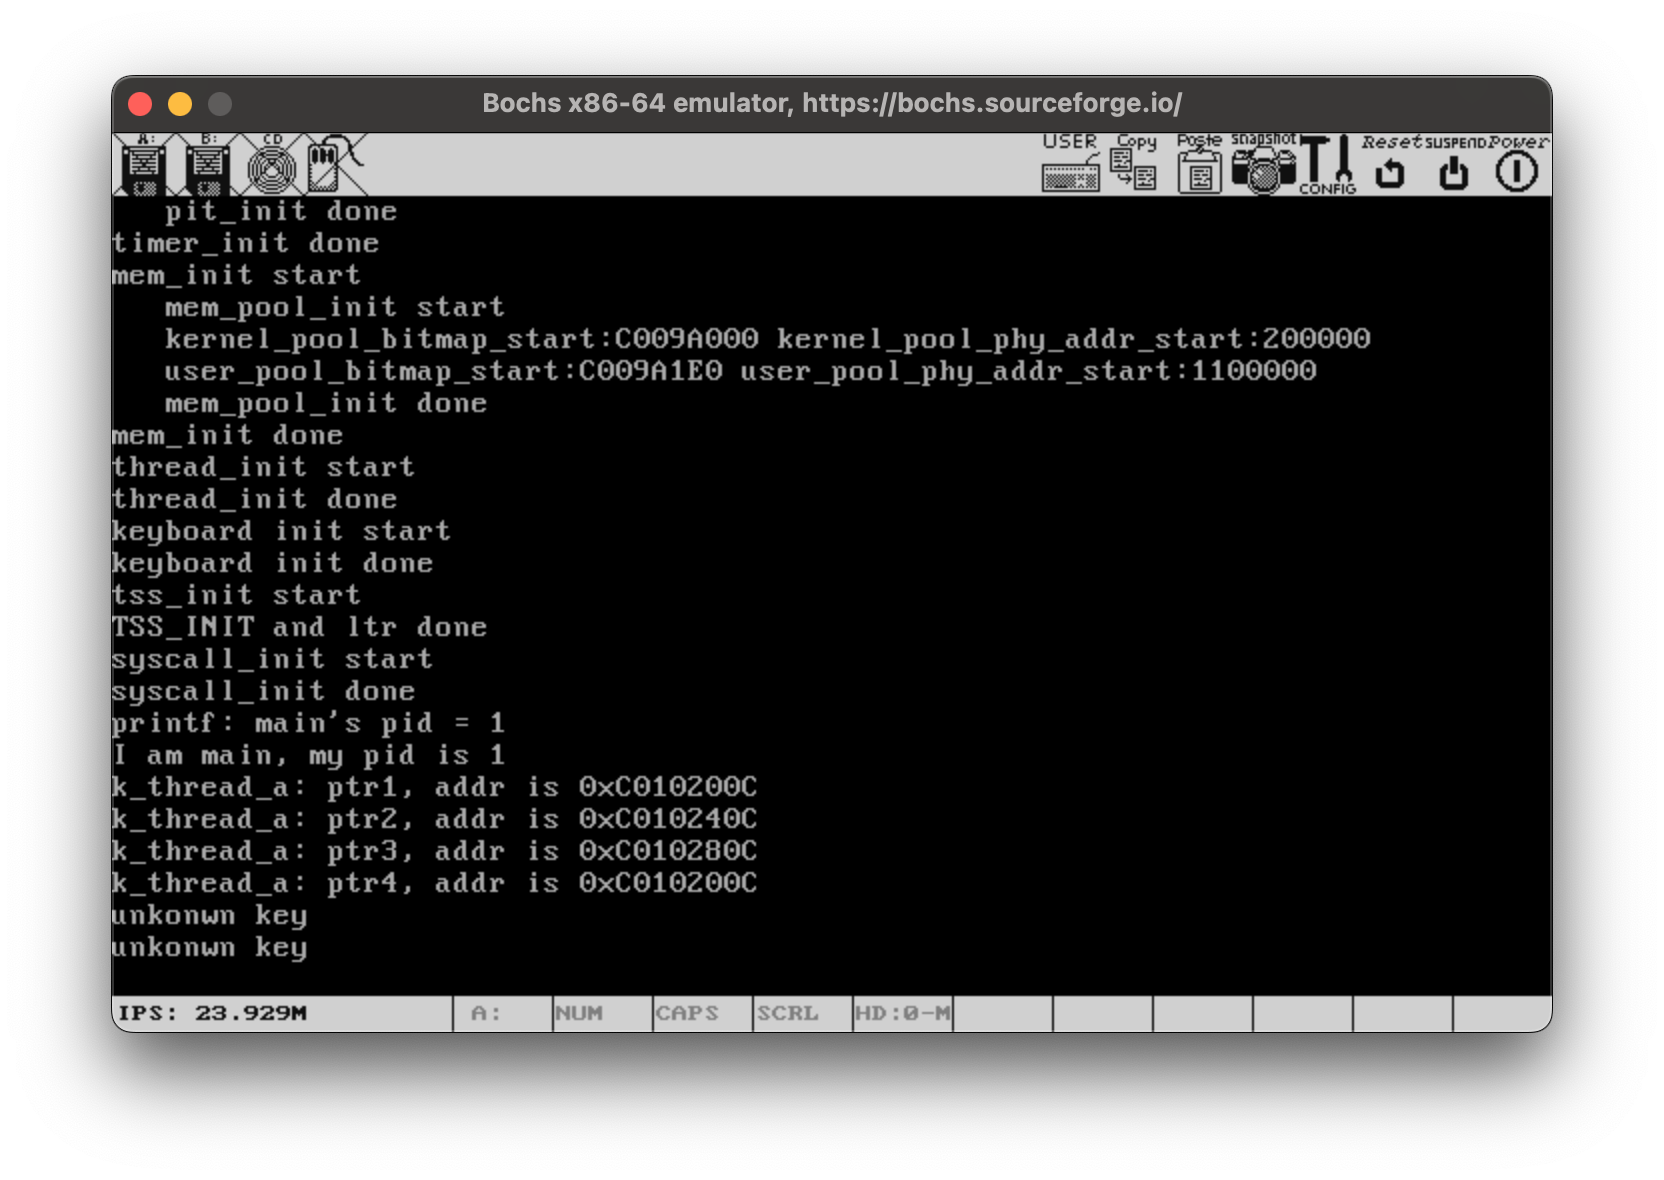 Bochs x86-64 emulator, https://bochs.sourceforge.io/
A: B: CD USER Copy Paste snapshot CONFIG Reset SUSPEND Power
   pit_init done
timer_init done
mem_init start
   mem_pool_init start
   kernel_pool_bitmap_start:C009A000 kernel_pool_phy_addr_start:200000
   user_pool_bitmap_start:C009A1E0 user_pool_phy_addr_start:1100000
   mem_pool_init done
mem_init done
thread_init start
thread_init done
keyboard init start
keyboard init done
tss_init start
TSS_INIT and ltr done
syscall_init start
syscall_init done
printf: main's pid = 1
I am main, my pid is 1
k_thread_a: ptr1, addr is 0xC010200C
k_thread_a: ptr2, addr is 0xC010240C
k_thread_a: ptr3, addr is 0xC010280C
k_thread_a: ptr4, addr is 0xC010200C
unkonwn key
unkonwn key
IPS: 23.929M A: NUM CAPS SCRL HD:0-M